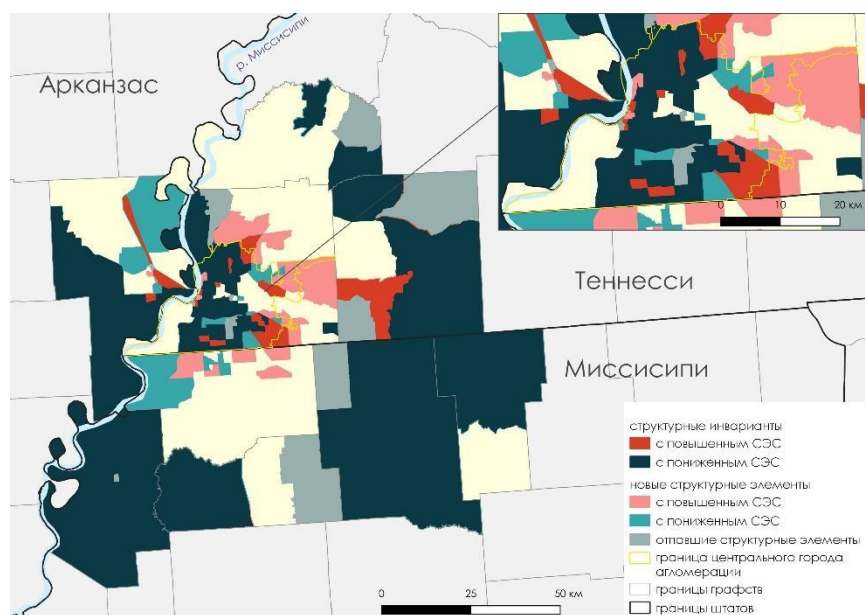 Арканзас
р. Миссисипи
0 10 20 км
Теннесси
Миссисипи
структурные инварианты
с повышенным СЭС
с пониженным СЭС
новые структурные элементы
с повышенным СЭС
с пониженным СЭС
отпавшие структурные элементы
граница центрального города
агломерации
границы графств
границы штатов
0 25 50 км